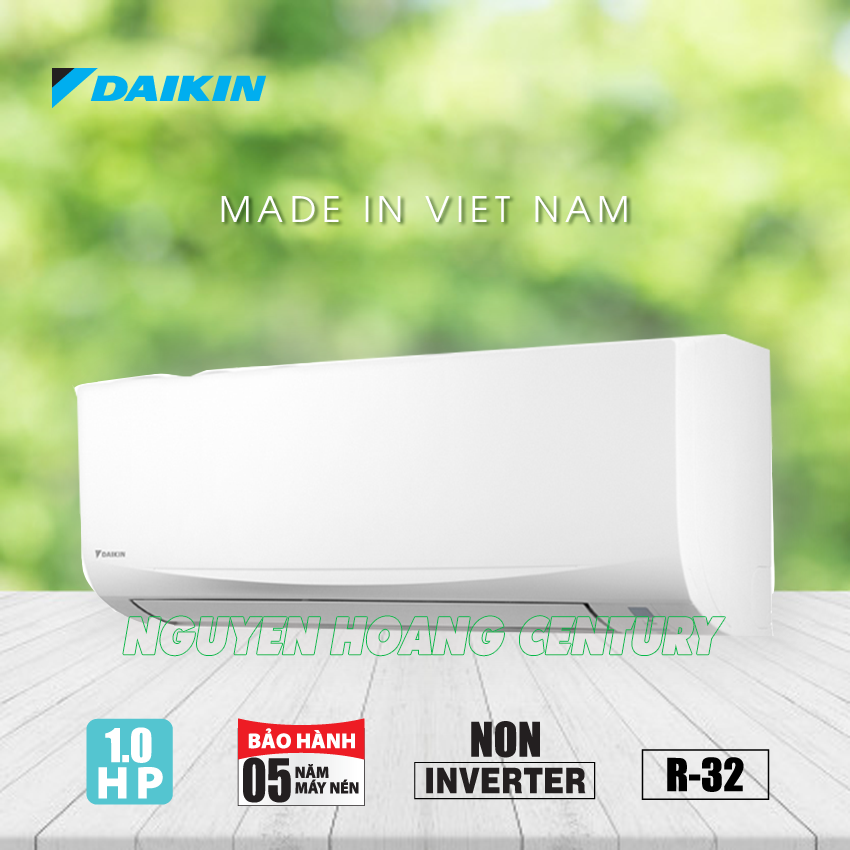 DAIKIN
MADE IN VIET NAM
DAIKIN
NGUYEN HOANG CENTURY
1.0
HP
BẢO HÀNH
05 NĂM
MÁY NÉN
NON
INVERTER
R-32